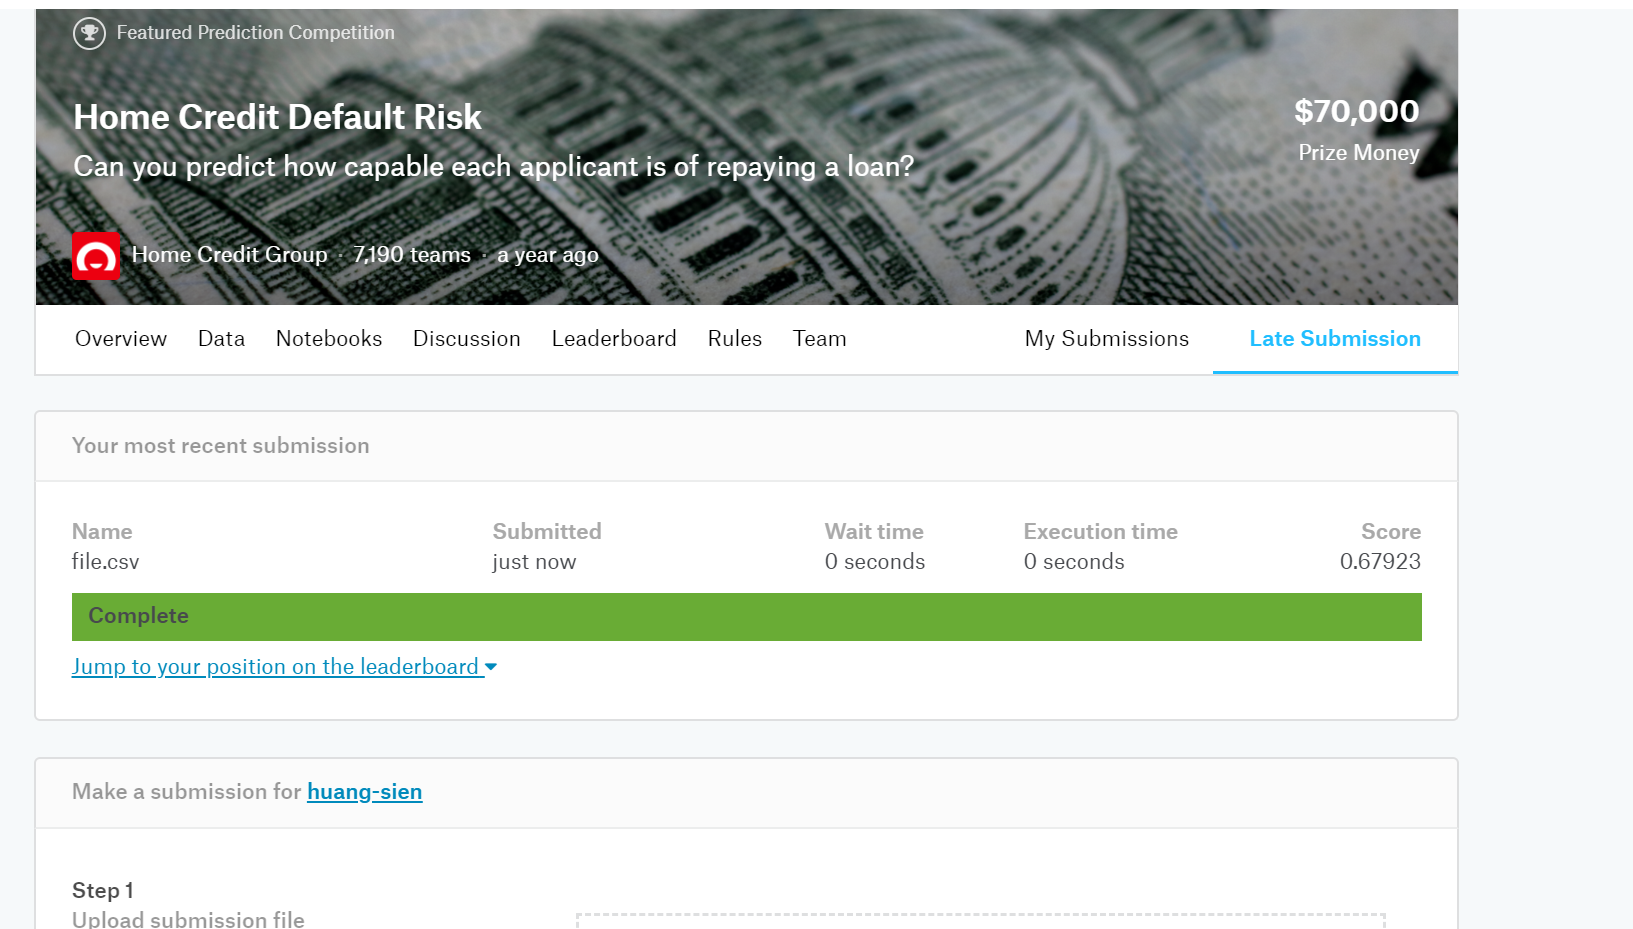 Featured Prediction Competition
Home Credit Default Risk
Can you predict how capable each applicant is of repaying a loan?
$70,000
Prize Money
Home Credit Group · 7,190 teams · a year ago
Overview Data Notebooks Discussion Leaderboard Rules Team My Submissions Late Submission
Your most recent submission
Name Submitted Wait time Execution time Score
file.csv just now 0 seconds 0 seconds 0.67923
Complete
Jump to your position on the leaderboard
Make a submission for huang-sien
Step 1
Upload submission file